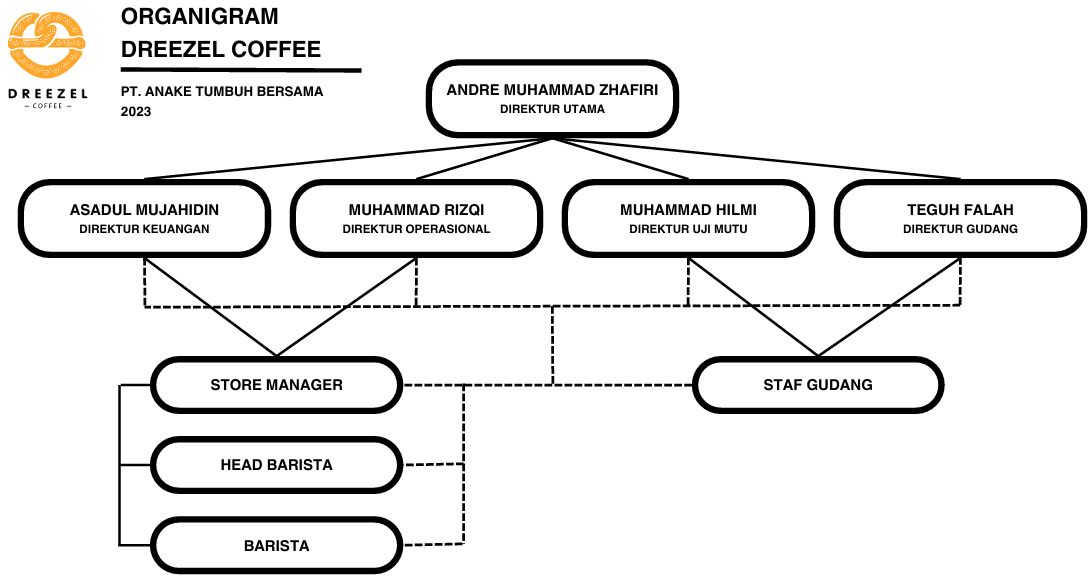 ORGANIGRAM
DREEZEL COFFEE
PT. ANAKE TUMBUH BERSAMA
2023
DREEZEL
– COFFEE –
ANDRE MUHAMMAD ZHAFIRI
DIREKTUR UTAMA
ASADUL MUJAHIDIN
DIREKTUR KEUANGAN
MUHAMMAD RIZQI
DIREKTUR OPERASIONAL
MUHAMMAD HILMI
DIREKTUR UJI MUTU
TEGUH FALAH
DIREKTUR GUDANG
STORE MANAGER
STAF GUDANG
HEAD BARISTA
BARISTA